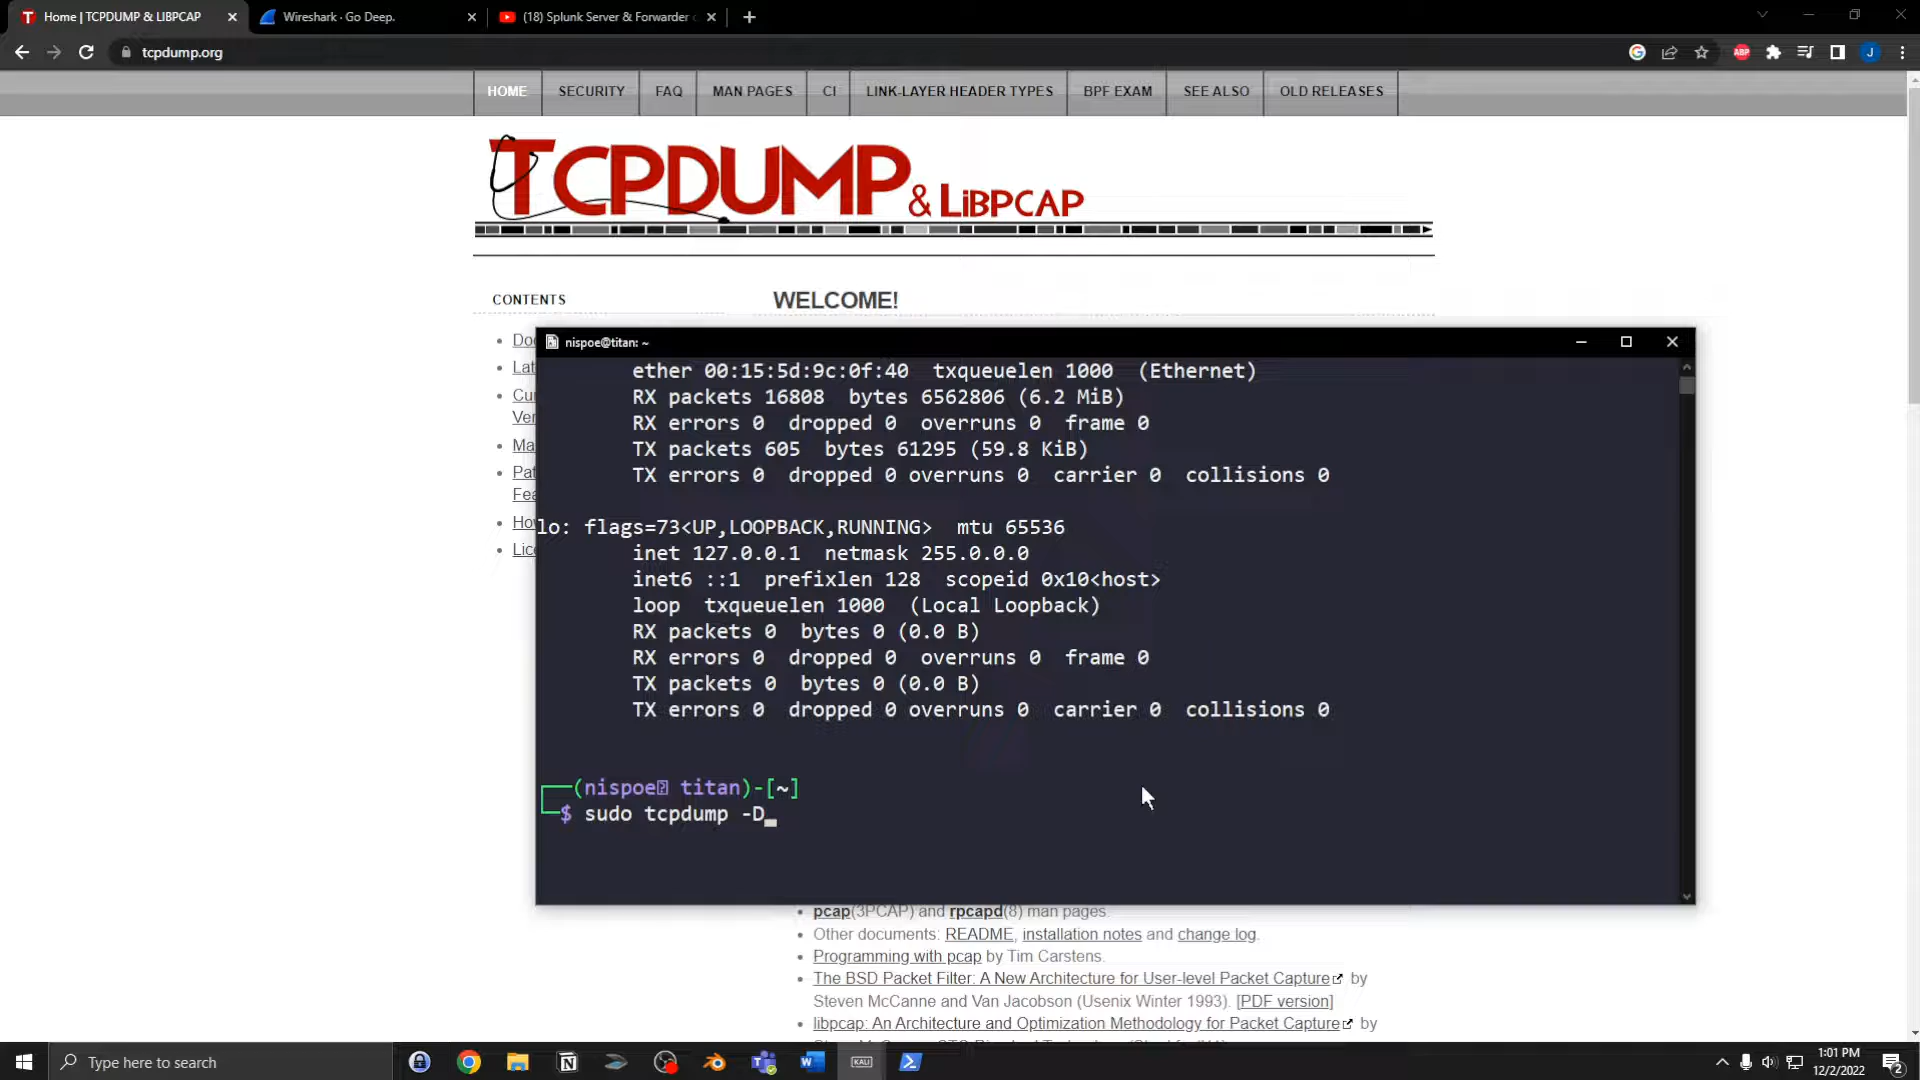 Home | TCPDUMP & LIBPCAP
Wireshark · Go Deep.
(18) Splunk Server & Forwarder
tcpdump.org
ABP
J
HOME
SECURITY
FAQ
MAN PAGES
CI
LINK-LAYER HEADER TYPES
BPF EXAM
SEE ALSO
OLD RELEASES
TCPDUMP & LiBPCAP
CONTENTS
WELCOME!
nispoe@titan: ~
ether 00:15:5d:9c:0f:40 txqueuelen 1000 (Ethernet)
RX packets 16808 bytes 6562806 (6.2 MiB)
RX errors 0 dropped 0 overruns 0 frame 0
TX packets 605 bytes 61295 (59.8 KiB)
TX errors 0 dropped 0 overruns 0 carrier 0 collisions 0
lo: flags=73<UP,LOOPBACK,RUNNING> mtu 65536
inet 127.0.0.1 netmask 255.0.0.0
inet6 ::1 prefixlen 128 scopeid 0x10<host>
loop txqueuelen 1000 (Local Loopback)
RX packets 0 bytes 0 (0.0 B)
RX errors 0 dropped 0 overruns 0 frame 0
TX packets 0 bytes 0 (0.0 B)
TX errors 0 dropped 0 overruns 0 carrier 0 collisions 0
(nispoe titan)-[~]
$ sudo tcpdump -D
pcap(3PCAP) and rpcapd(8) man pages.
Other documents: README, installation notes and change log.
Programming with pcap by Tim Carstens.
The BSD Packet Filter: A New Architecture for User-level Packet Capture by
Steven McCanne and Van Jacobson (Usenix Winter 1993). [PDF version]
libpcap: An Architecture and Optimization Methodology for Packet Capture by
Type here to search
KALI
1:01 PM
12/2/2022
2